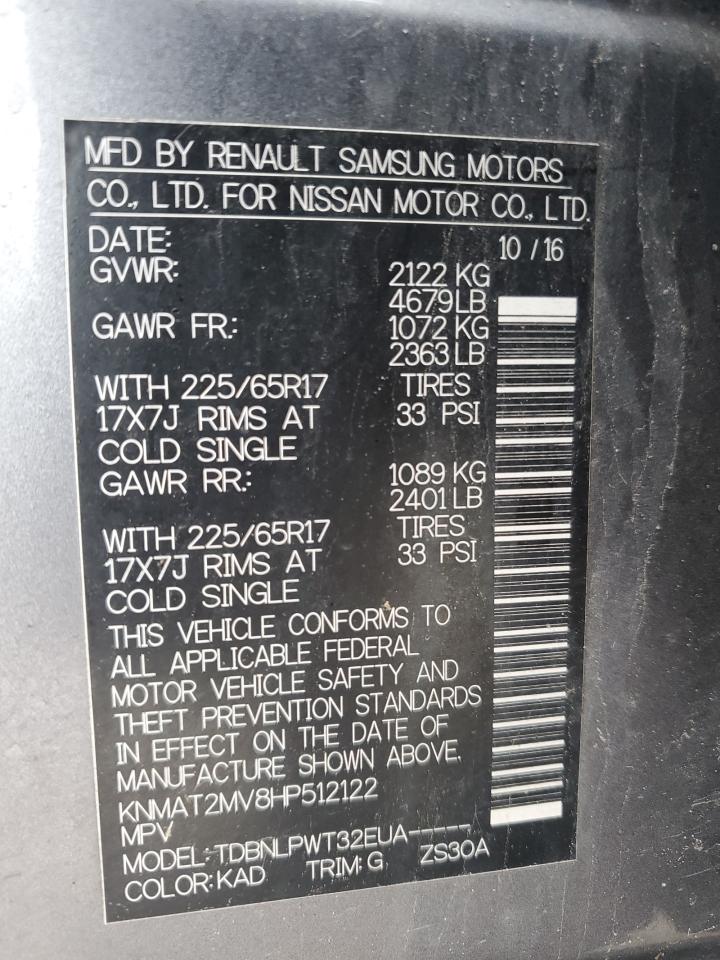 MFD BY RENAULT SAMSUNG MOTORS
CO., LTD. FOR NISSAN MOTOR CO., LTD.
DATE: 10 / 16
GVWR: 2122 KG
4679 LB
GAWR FR.: 1072 KG
2363 LB
WITH 225/65R17 TIRES
17X7J RIMS AT 33 PSI
COLD SINGLE
GAWR RR.: 1089 KG
2401 LB
WITH 225/65R17 TIRES
17X7J RIMS AT 33 PSI
COLD SINGLE
THIS VEHICLE CONFORMS TO
ALL APPLICABLE FEDERAL
MOTOR VEHICLE SAFETY AND
THEFT PREVENTION STANDARDS
IN EFFECT ON THE DATE OF
MANUFACTURE SHOWN ABOVE.
KNMAT2MV8HP512122
MPV
MODEL:TDBNLPWT32EUA-----
COLOR:KAD TRIM:G ZS30A